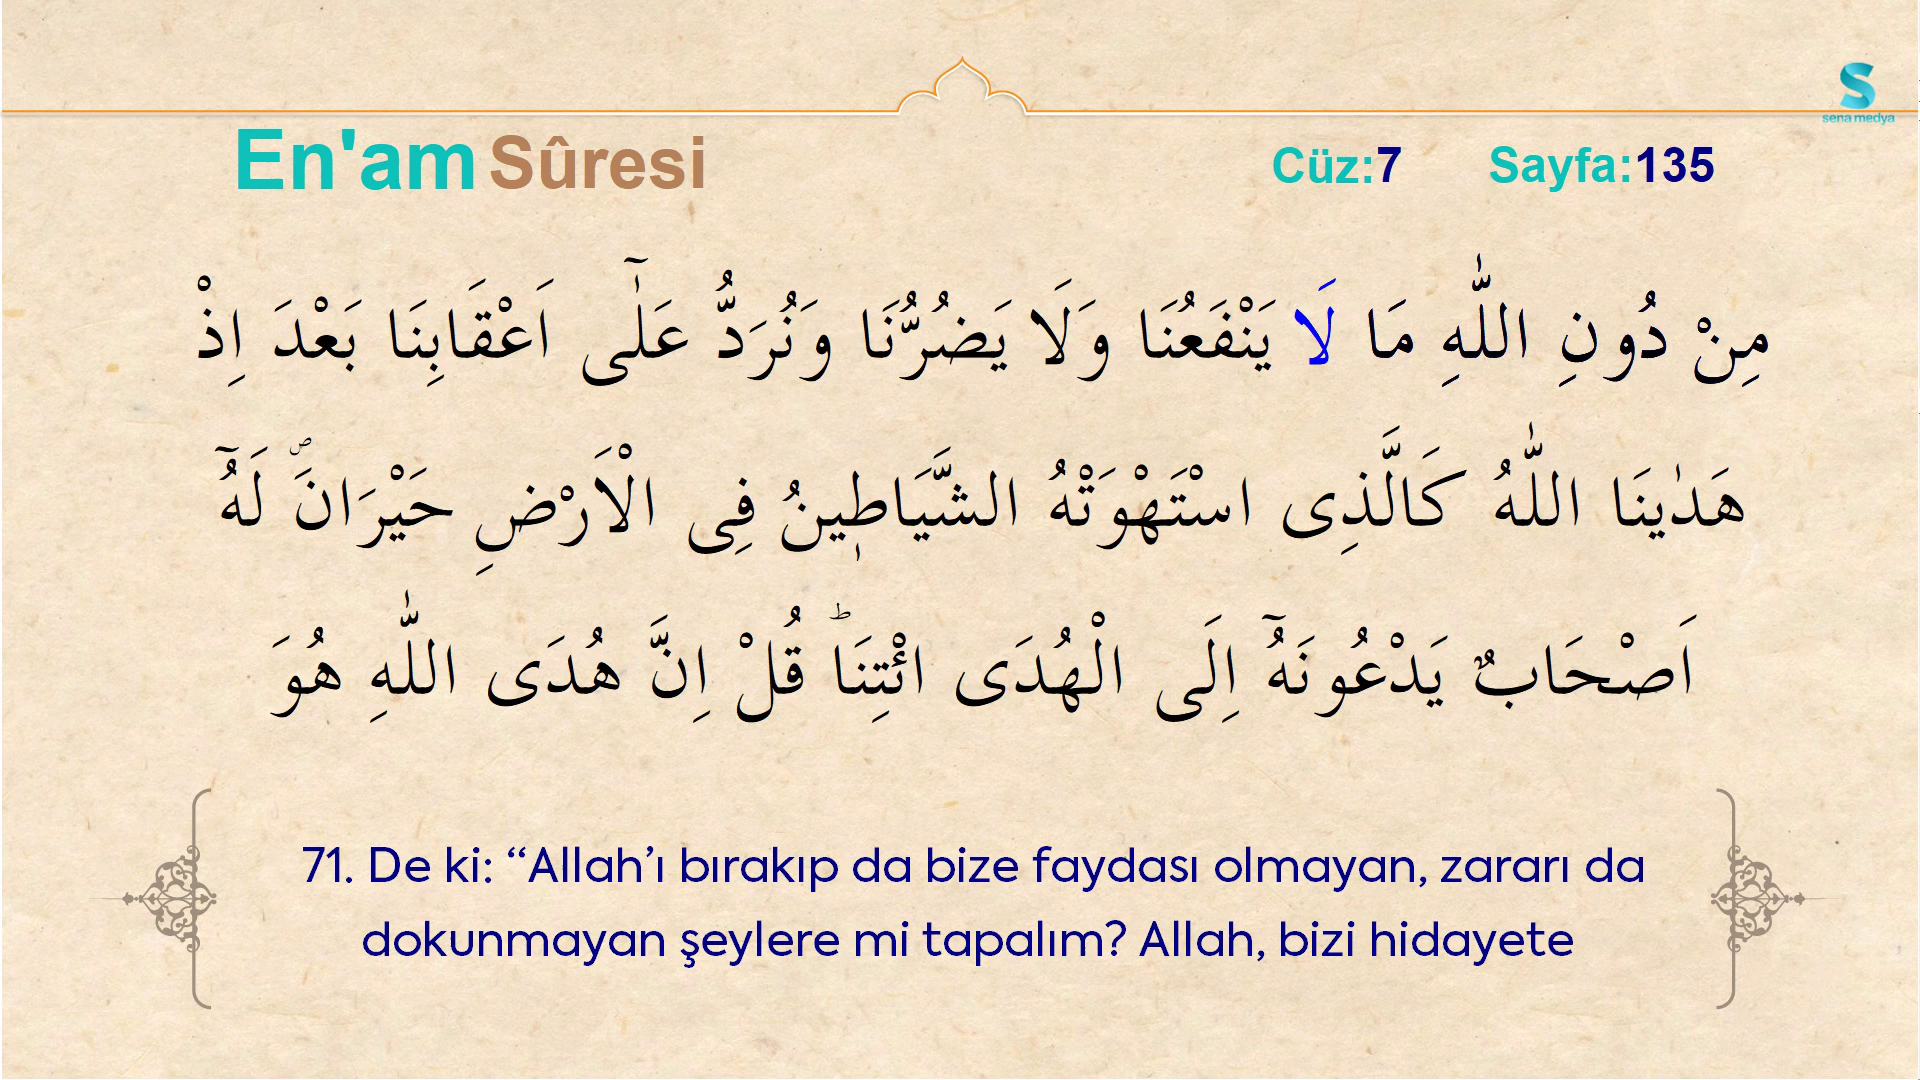 sena medya
En'am Sûresi Cüz:7 Sayfa:135
مِنْ دُونِ اللّٰهِ مَا لَا يَنْفَعُنَا وَلَا يَضُرُّنَا وَنُرَدُّ عَلٰٓى اَعْقَابِنَا بَعْدَ اِذْ
هَدٰينَا اللّٰهُ كَالَّذِى اسْتَهْوَتْهُ الشَّيَاطٖينُ فِى الْاَرْضِ حَيْرَانَۖ لَهُٓ
اَصْحَابٌ يَدْعُونَهُٓ اِلَى الْهُدَى ائْتِنَاؕ قُلْ اِنَّ هُدَى اللّٰهِ هُوَ
71. De ki: “Allah’ı bırakıp da bize faydası olmayan, zararı da
dokunmayan şeylere mi tapalım? Allah, bizi hidayete